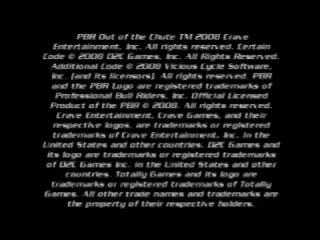 PBR Out of the Chute TM 2008 Crave
Entertainment, Inc. All rights reserved. Certain
Code © 2008 D2C Games, Inc. All Rights Reserved.
Additional Code © 2008 Vicious Cycle Software,
Inc. (and its licensors). All rights reserved. PBR
and the PBR Logo are registered trademarks of
Professional Bull Riders, Inc. Official Licensed
Product of the PBR © 2008. All rights reserved.
Crave Entertainment, Crave Games, and their
respective logos, are trademarks or registered
trademarks of Crave Entertainment, Inc. in the
United States and other countries. D2C Games and
its logo are trademarks or registered trademarks
of D2C Games Inc. in the United States and other
countries. Totally Games and its logo are
trademarks or registered trademarks of Totally
Games. All other trade names and trademarks are
the property of their respective holders.